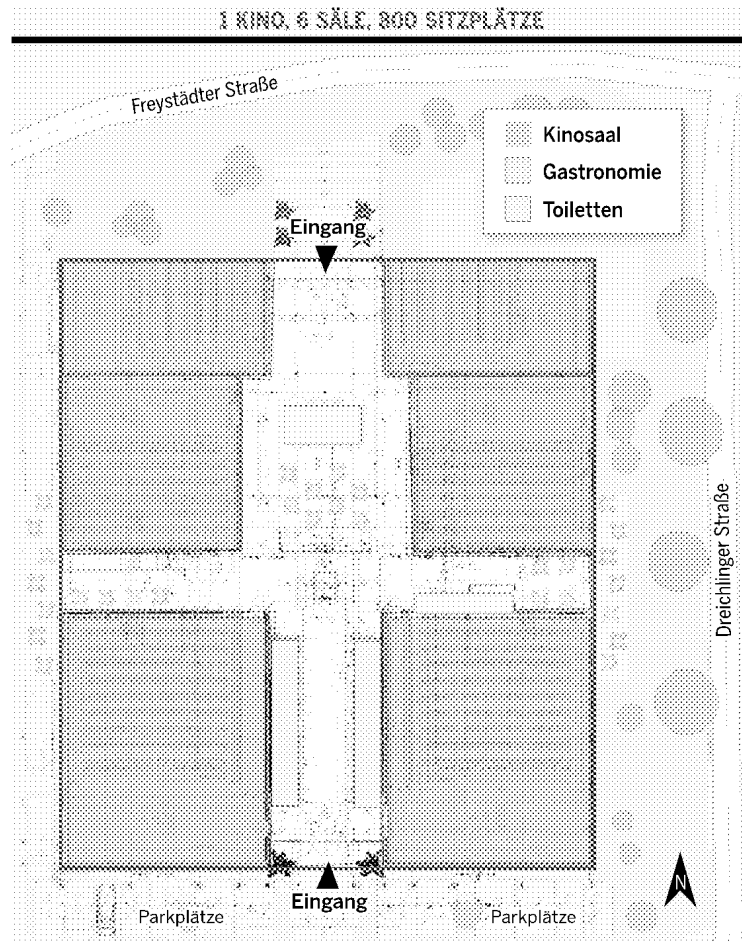 1 KINO, 6 SÄLE, 800 SITZPLÄTZE
Freystädter Straße
Kinosaal
Gastronomie
Toiletten
Eingang
Dreichlinger Straße
Eingang
N
Parkplätze
Parkplätze